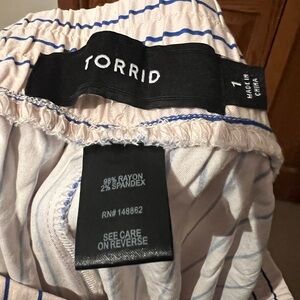 TORRID
1
MADE IN
CHINA
98% RAYON
2% SPANDEX
RN# 148862
SEE CARE
ON REVERSE